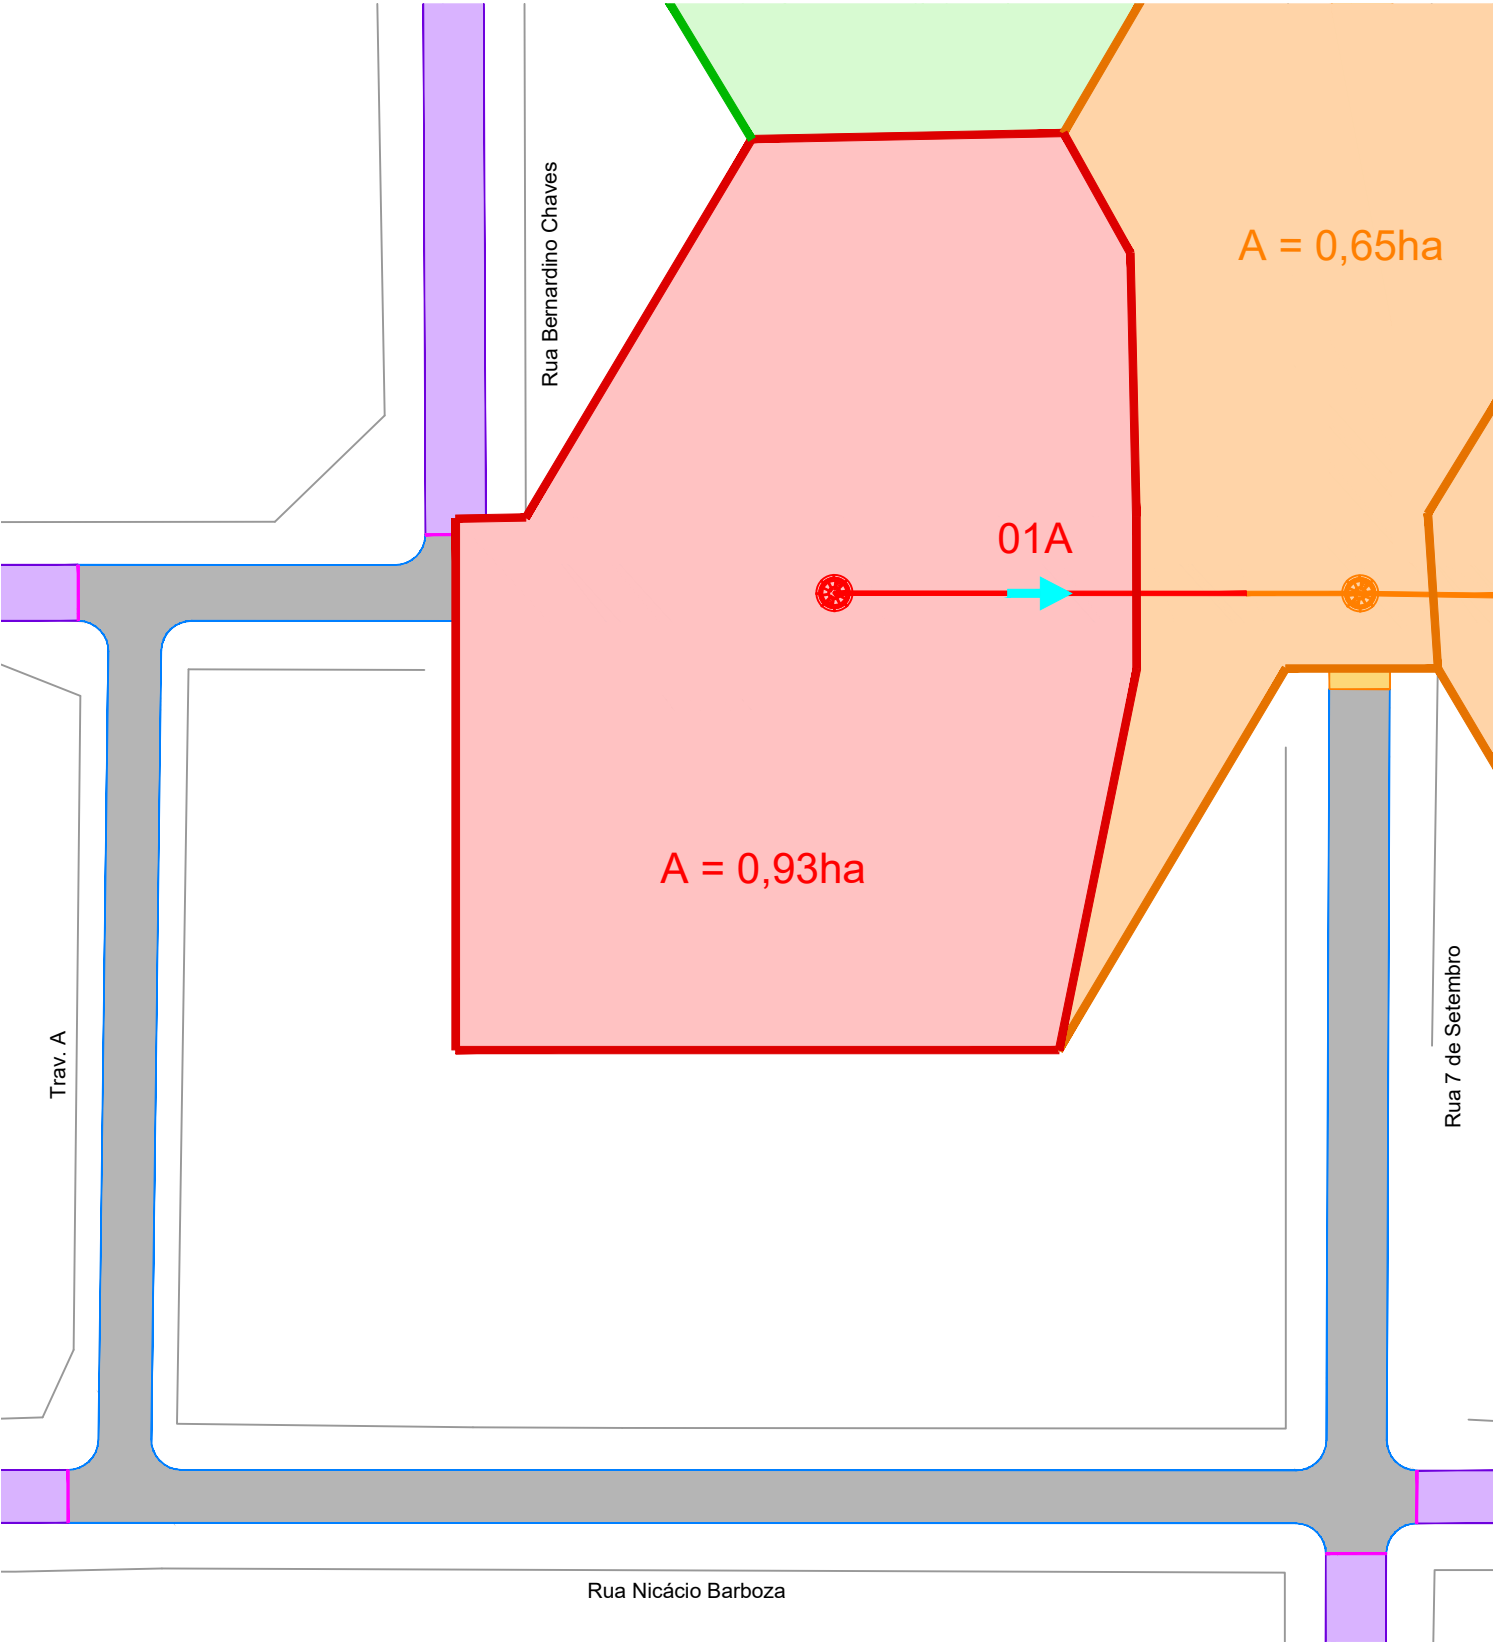 Rua Bernardino Chaves
A = 0,65ha
01A
A = 0,93ha
Trav. A
Rua 7 de Setembro
Rua Nicácio Barboza